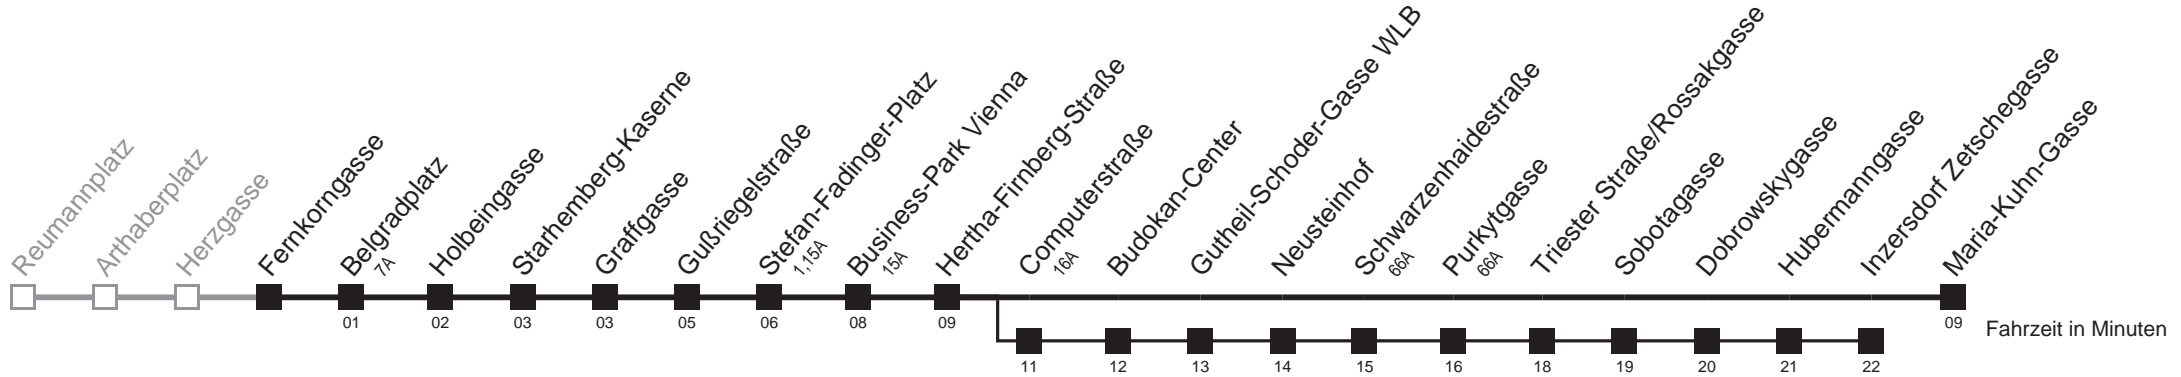 Reumannplatz
Arthaberplatz
Herzgasse
Fernkorngasse
Belgradplatz
7A
Holbeingasse
Starhemberg-Kaserne
Graffgasse
Gußriegelstraße
Stefan-Fadinger-Platz
1,15A
Business-Park Vienna
15A
Hertha-Firnberg-Straße
Computerstraße
16A
Budokan-Center
Gutheil-Schoder-Gasse WLB
Neusteinhof
Schwarzenhaidestraße
66A
Purkytgasse
66A
Triester Straße/Rossakgasse
Sobotagasse
Dobrowskygasse
Hubermanngasse
Inzersdorf Zetschegasse
Maria-Kuhn-Gasse
01 02 03 03 05 06 08 09 09
Fahrzeit in Minuten
11 12 13 14 15 16 18 19 20 21 22